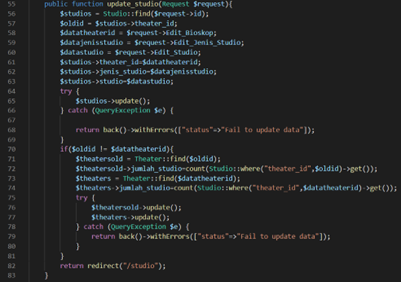 55 public function update_studio(Request $request){
56 $studios = Studio::find($request->id);
57 $oldid = $studios->theater_id;
58 $datatheaterid = $request->Edit_Bioskop;
59 $datajenisstudio = $request->Edit_Jenis_Studio;
60 $datastudio = $request->Edit_Studio;
61 $studios->theater_id=$datatheaterid;
62 $studios->jenis_studio=$datajenisstudio;
63 $studios->studio=$datastudio;
64 try {
65 $studios->update();
66 } catch (QueryException $e) {
67
68 return back()->withErrors(["status"=>"Fail to update data"]);
69 }
70 if($oldid != $datatheaterid){
71 $theatersold = Theater::find($oldid);
72 $theatersold->jumlah_studio=count(Studio::where("theater_id",$oldid)->get());
73 $theaters = Theater::find($datatheaterid);
74 $theaters->jumlah_studio=count(Studio::where("theater_id",$datatheaterid)->get());
75 try {
76 $theatersold->update();
77 $theaters->update();
78 } catch (QueryException $e) {
79 return back()->withErrors(["status"=>"Fail to update data"]);
80 }
81 }
82 return redirect("/studio");
83 }